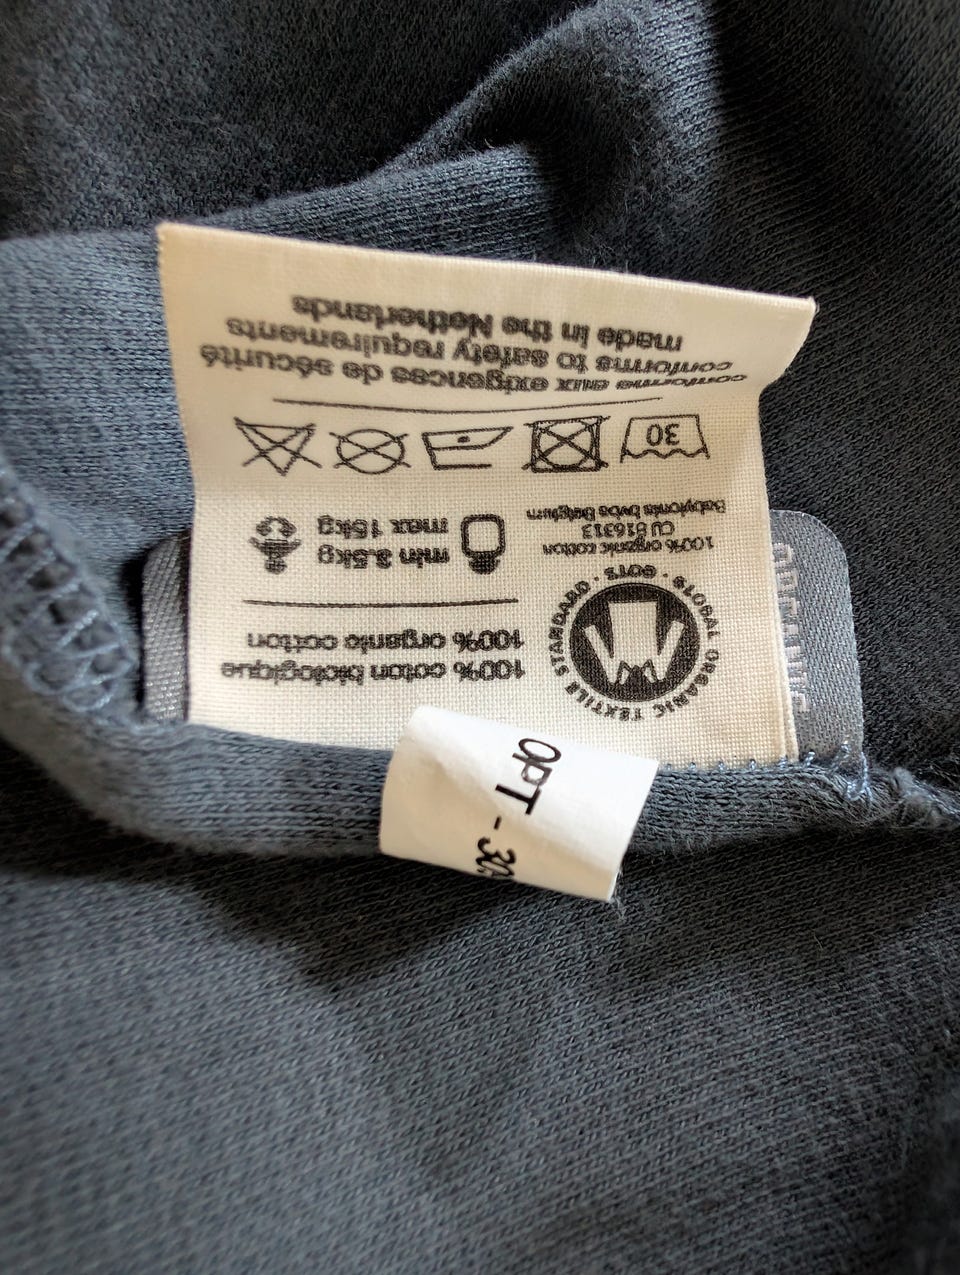 100% coton biologique
100% organic cotton
min 3.5kg
max 15kg
GLOBAL ORGANIC TEXTILE STANDARD · GOTS ·
100% organic cotton
CU 816313
Babylonia bvba Belgium
30
conforme aux exigences de sécurité
conforms to safety requirements
made in the Netherlands
OPT - 30